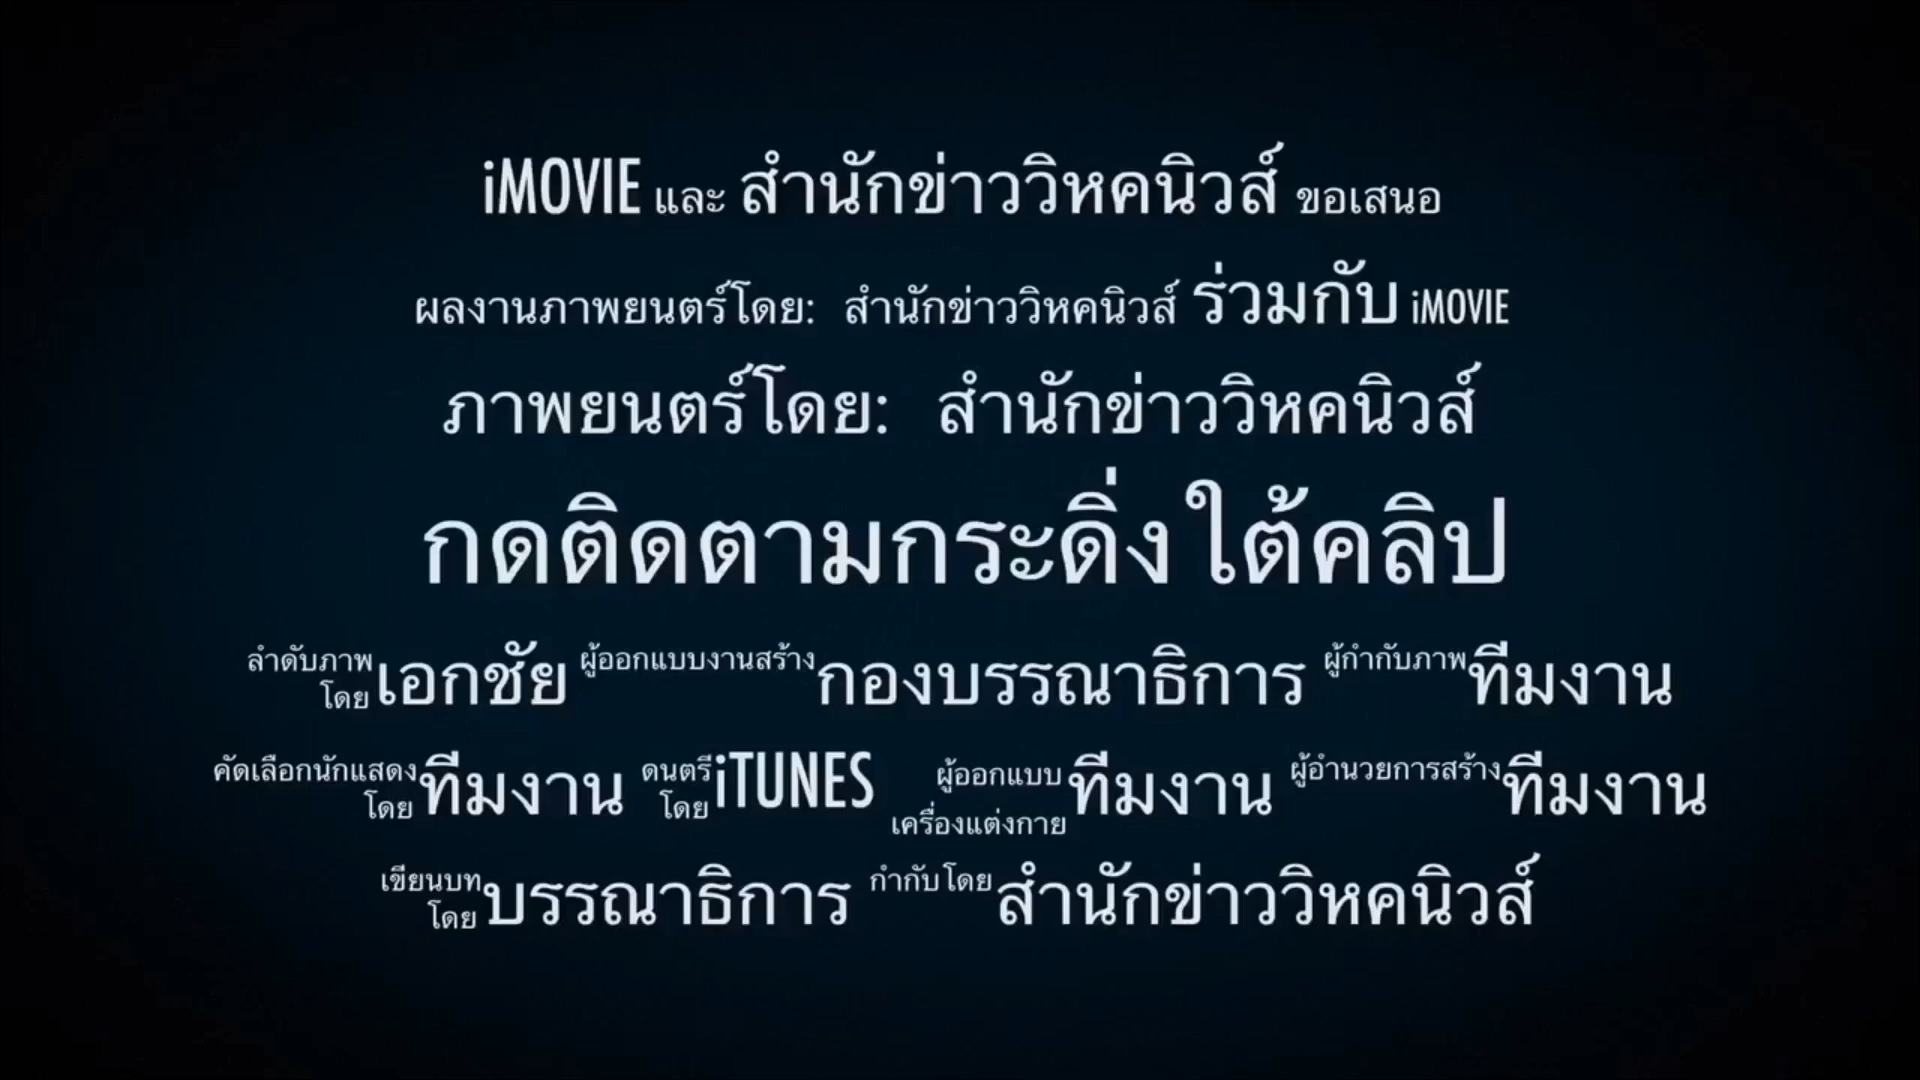 iMOVIE และ สำนักข่าววิหคนิวส์ ขอเสนอ
ผลงานภาพยนตร์โดย: สำนักข่าววิหคนิวส์ ร่วมกับ iMOVIE
ภาพยนตร์โดย: สำนักข่าววิหคนิวส์
กดติดตามกระดิ่งใต้คลิป
ลำดับภาพโดย เอกชัย ผู้ออกแบบงานสร้าง กองบรรณาธิการ ผู้กำกับภาพ ทีมงาน
คัดเลือกนักแสดงโดย ทีมงาน ดนตรีโดย iTUNES ผู้ออกแบบเครื่องแต่งกาย ทีมงาน ผู้อำนวยการสร้าง ทีมงาน
เขียนบทโดย บรรณาธิการ กำกับโดย สำนักข่าววิหคนิวส์